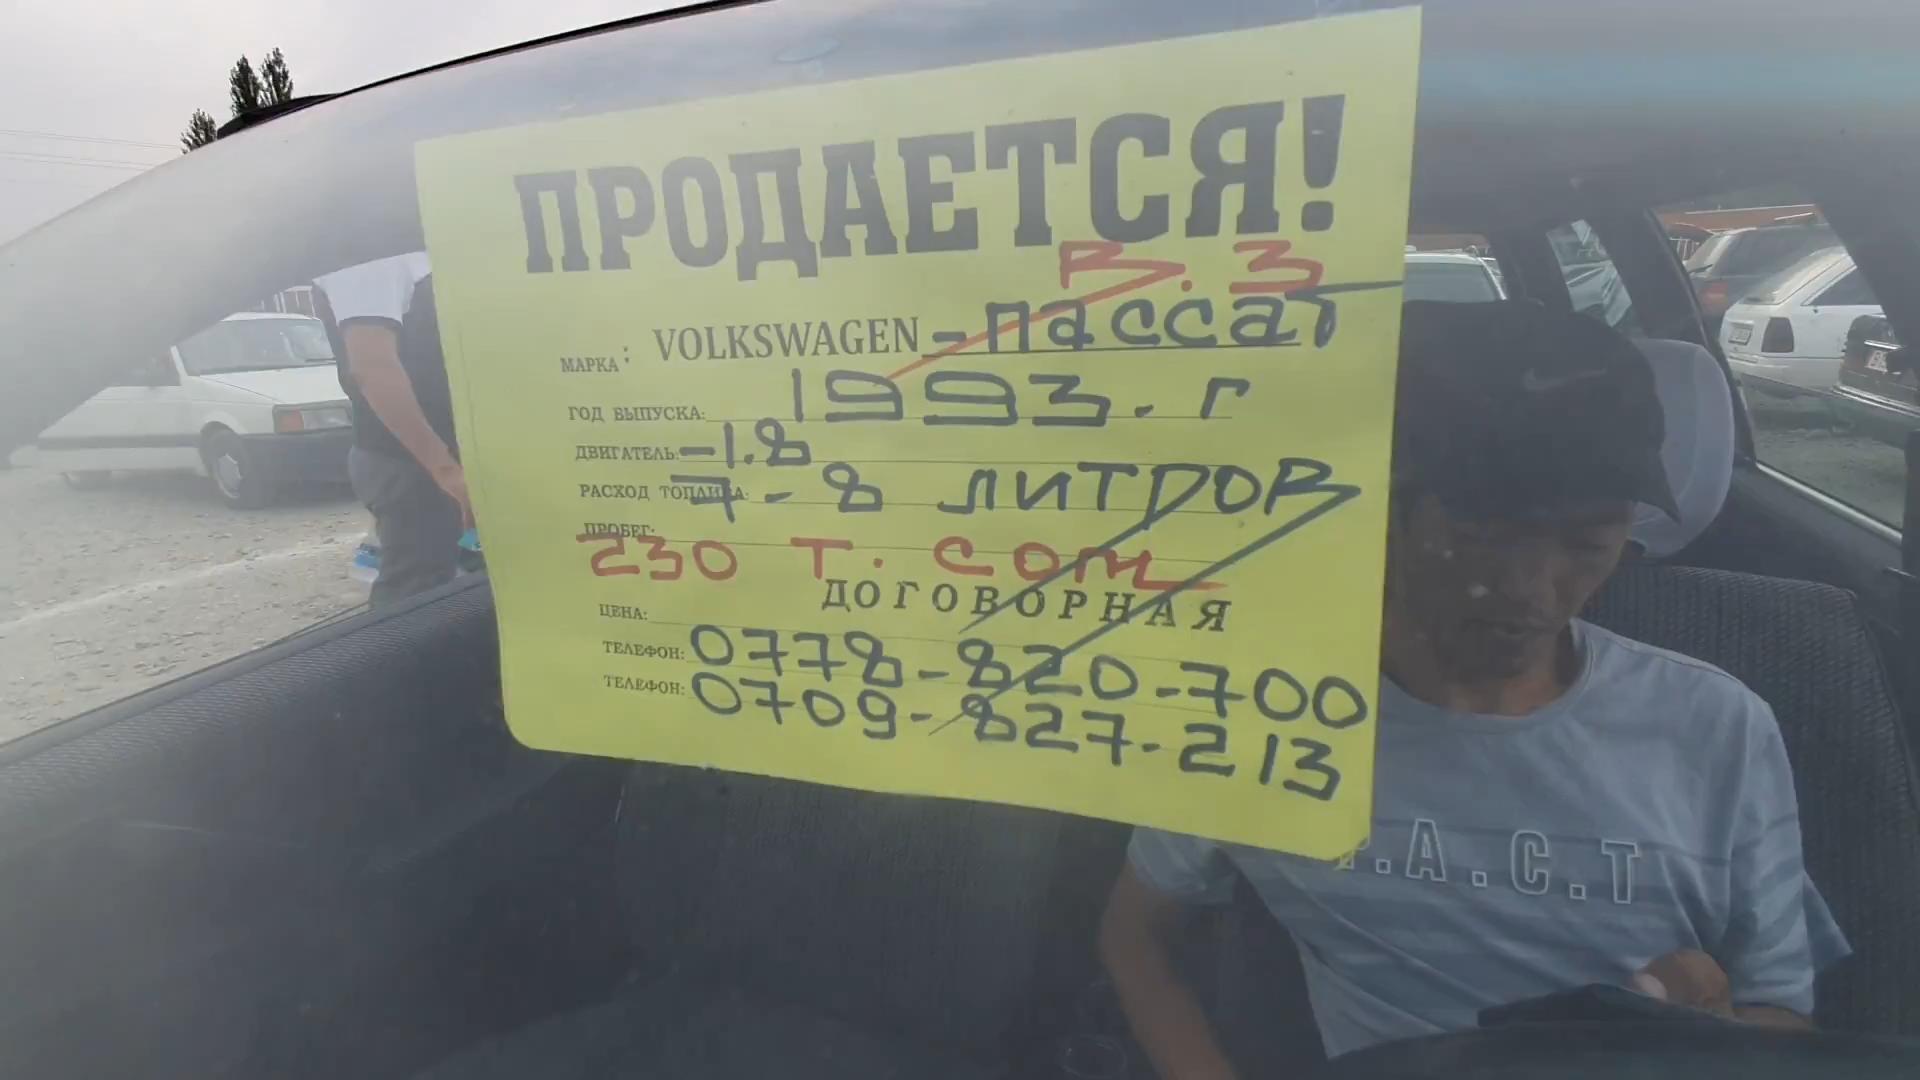 ПРОДАЕТСЯ!
В.3
МАРКА: VOLKSWAGEN - пассат
ГОД ВЫПУСКА: 1993.г
ДВИГАТЕЛЬ: -1.8
РАСХОД ТОПЛИВА: 7-8 ЛИТРОВ
ПРОБЕГ:
230 т. сом
ЦЕНА: ДОГОВОРНАЯ
ТЕЛЕФОН: 0778-820-700
ТЕЛЕФОН: 0709-827-213
P.A.C.T